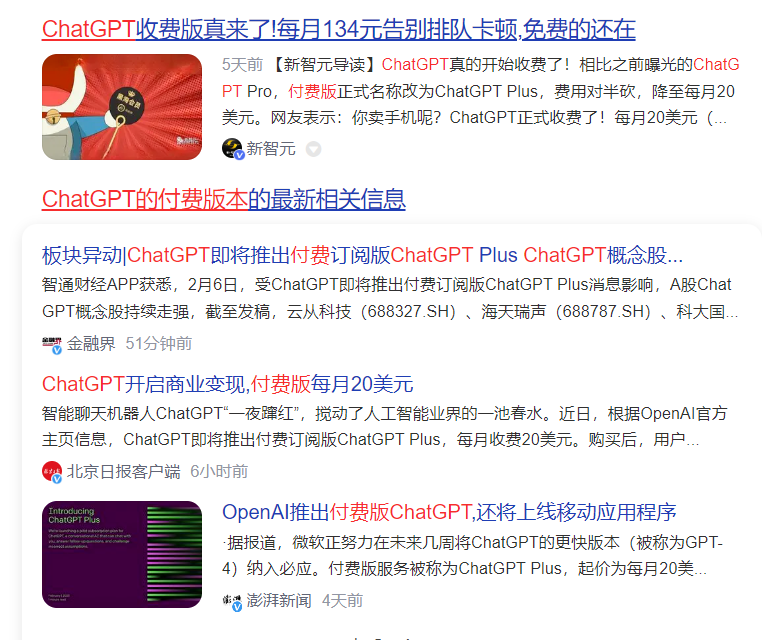 ChatGPT收费版真来了!每月134元告别排队卡顿,免费的还在
5天前 【新智元导读】ChatGPT真的开始收费了！相比之前曝光的ChatG
PT Pro，付费版正式名称改为ChatGPT Plus，费用对半砍，降至每月20
美元。网友表示：你卖手机呢？ChatGPT正式收费了！每月20美元（...
新智元
ChatGPT的付费版本的最新相关信息
板块异动|ChatGPT即将推出付费订阅版ChatGPT Plus ChatGPT概念股...
智通财经APP获悉，2月6日，受ChatGPT即将推出付费订阅版ChatGPT Plus消息影响，A股Chat
GPT概念股持续走强，截至发稿，云从科技（688327.SH）、海天瑞声（688787.SH）、科大国...
金融界 51分钟前
ChatGPT开启商业变现,付费版每月20美元
智能聊天机器人ChatGPT“一夜蹿红”，搅动了人工智能业界的一池春水。近日，根据OpenAI官方
主页信息，ChatGPT即将推出付费订阅版ChatGPT Plus，每月收费20美元。购买后，用户...
北京日报客户端 6小时前
Introducing
ChatGPT Plus
OpenAI推出付费版ChatGPT,还将上线移动应用程序
·据报道，微软正努力在未来几周将ChatGPT的更快版本（被称为GPT-
4）纳入必应。付费版服务被称为ChatGPT Plus，起价为每月20美...
澎湃新闻 4天前